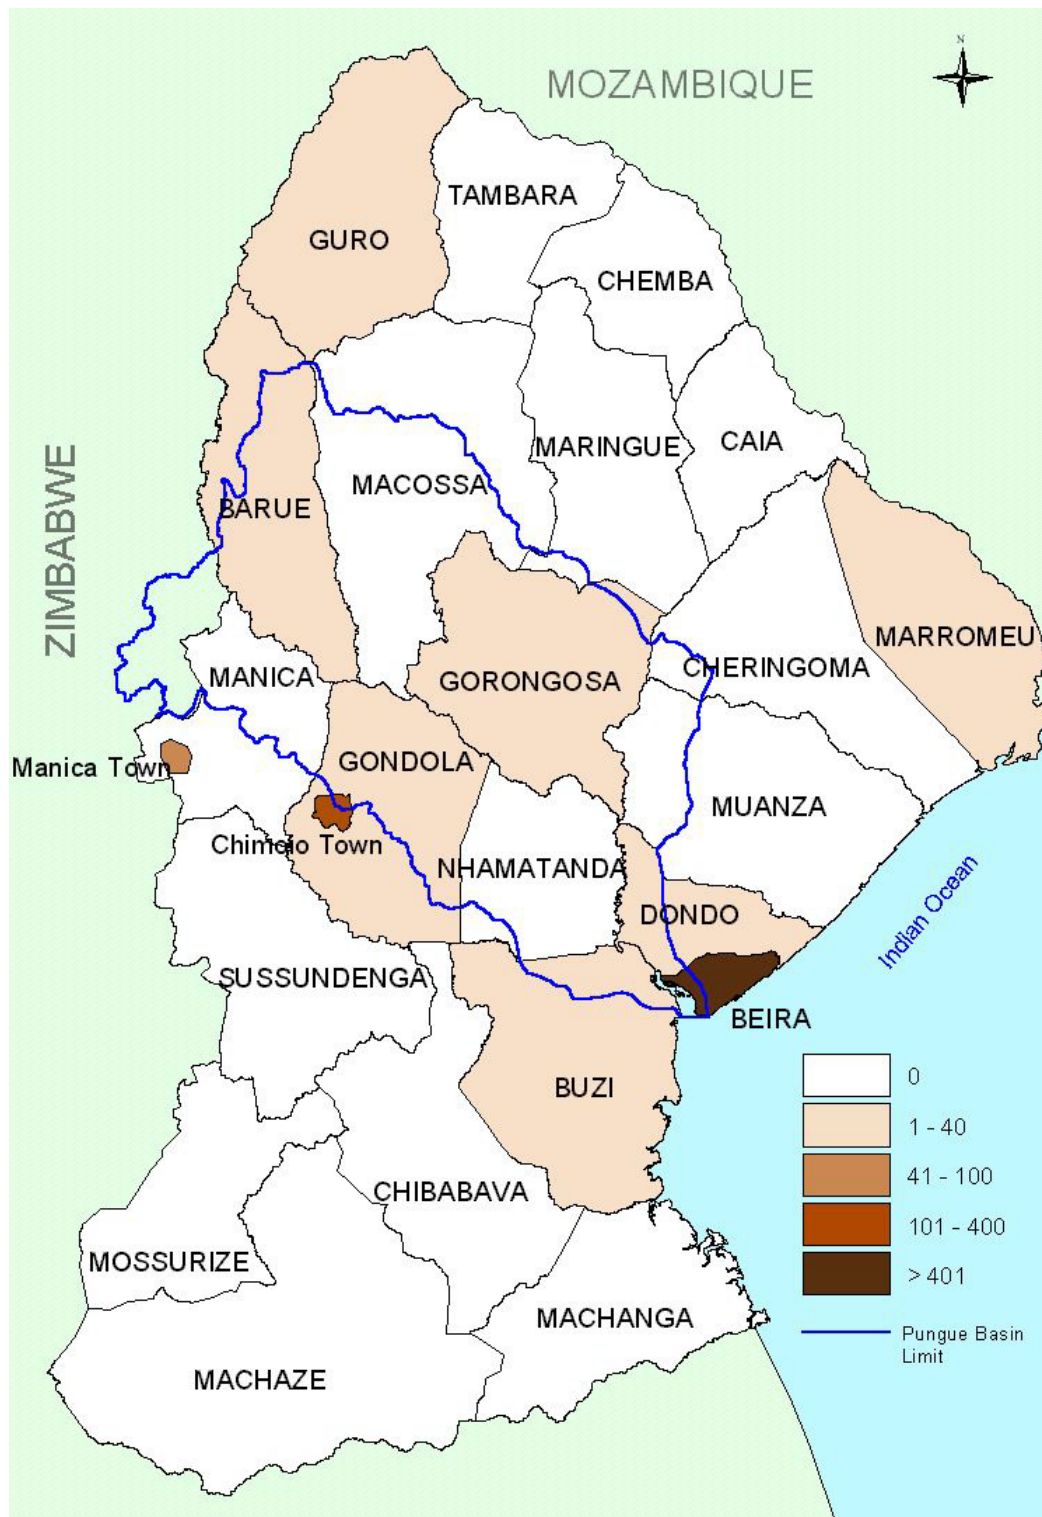 N
MOZAMBIQUE
TAMBARA
GURO
CHEMBA
MARINGUE
CAIA
ZIMBABWE
MACOSSA
BARUE
MARROMEU
CHERINGOMA
MANICA
GORONGOSA
GONDOLA
Manica Town
MUANZA
Chimoio Town
NHAMATANDA
Indian Ocean
DONDO
SUSSUNDENGA
BEIRA
BUZI
0
1 - 40
41 - 100
101 - 400
> 401
Pungue Basin
Limit
CHIBABAVA
MOSSURIZE
MACHANGA
MACHAZE